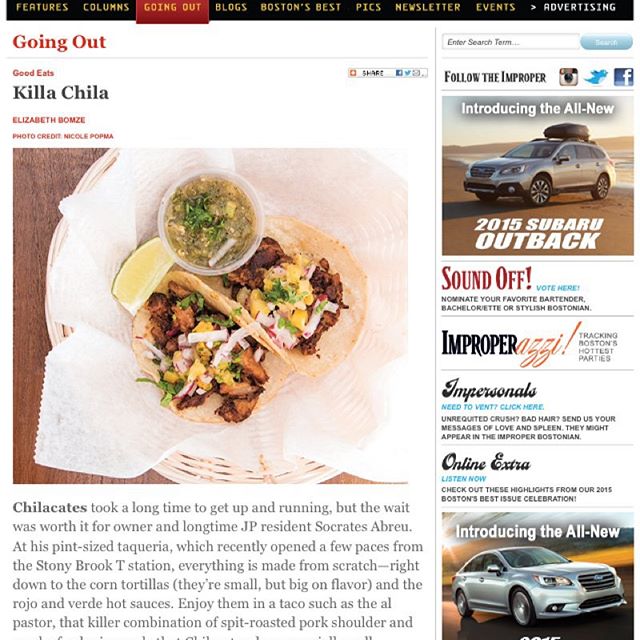 FEATURES COLUMNS GOING OUT BLOGS BOSTON'S BEST PICS NEWSLETTER EVENTS > ADVERTISING
Going Out
Good Eats
SHARE
Killa Chila
ELIZABETH BOMZE
PHOTO CREDIT: NICOLE POPMA
Chilacates took a long time to get up and running, but the wait
was worth it for owner and longtime JP resident Socrates Abreu.
At his pint-sized taqueria, which recently opened a few paces from
the Stony Brook T station, everything is made from scratch—right
down to the corn tortillas (they're small, but big on flavor) and the
rojo and verde hot sauces. Enjoy them in a taco such as the al
pastor, that killer combination of spit-roasted pork shoulder and
Enter Search Term...
Search
FOLLOW THE IMPROPER
Introducing the All-New
2015 SUBARU
OUTBACK
SOUND OFF! VOTE HERE!
NOMINATE YOUR FAVORITE BARTENDER,
BACHELOR/ETTE OR STYLISH BOSTONIAN.
IMPROPERazzi! TRACKING
BOSTON'S
HOTTEST
PARTIES
Impersonals
NEED TO VENT? CLICK HERE.
UNREQUITED CRUSH? BAD HAIR? SEND US YOUR
MESSAGES OF LOVE AND SPLEEN. THEY MIGHT
APPEAR IN THE IMPROPER BOSTONIAN.
Online Extra
LISTEN NOW
CHECK OUT THESE HIGHLIGHTS FROM OUR 2015
BOSTON'S BEST ISSUE CELEBRATION!
Introducing the All-New
2015